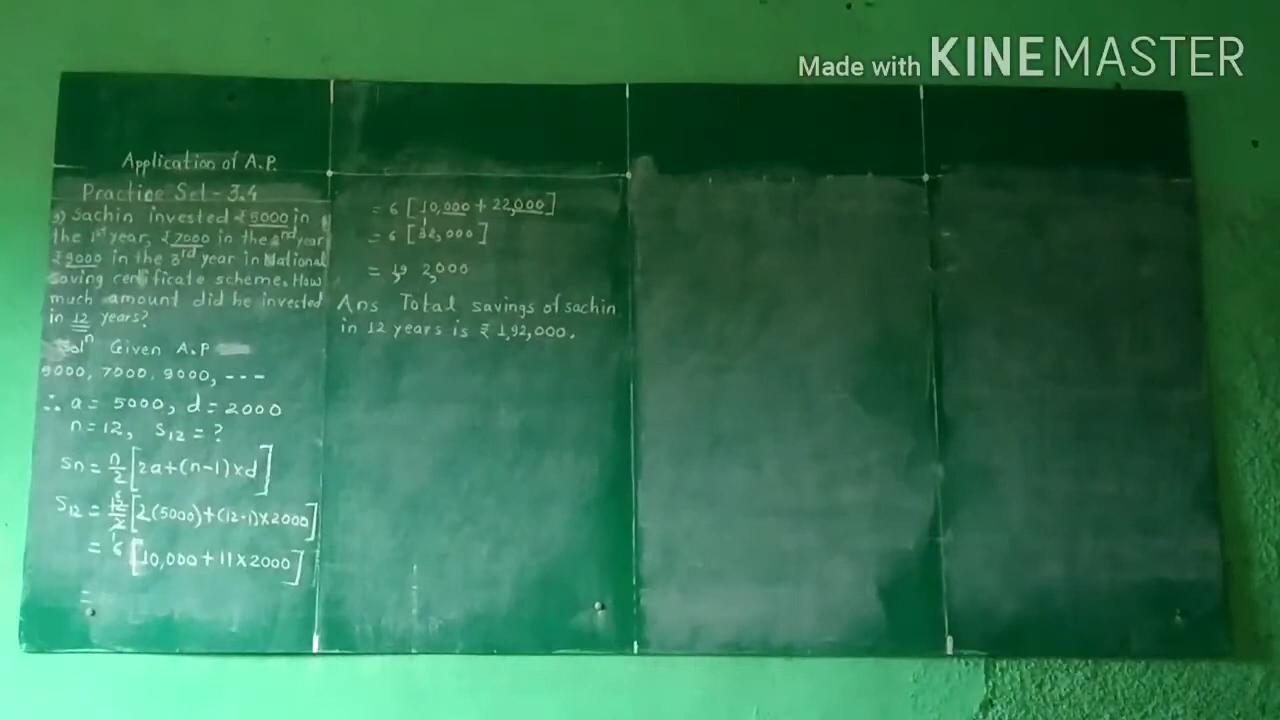 Made with KINEMASTER
Application of A.P.
Practice Set - 3.4
Sachin invested ₹ 5000 in
the 1st year, ₹ 7000 in the 2nd year
₹ 9000 in the 3rd year in National
saving certificate scheme. How
much amount did he invested
in 12 years?
Solⁿ Given A.P
5000, 7000, 9000, ---
∴ a = 5000, d = 2000
n = 12, S12 = ?
Sn = n/2 [2a + (n-1) × d]
S12 = 12/2 [2(5000) + (12-1) × 2000]
= 6 [10,000 + 11 × 2000]
=
= 6 [10,000 + 22,000]
= 6 [32,000]
= 1,92,000
Ans Total savings of sachin
in 12 years is ₹ 1,92,000.